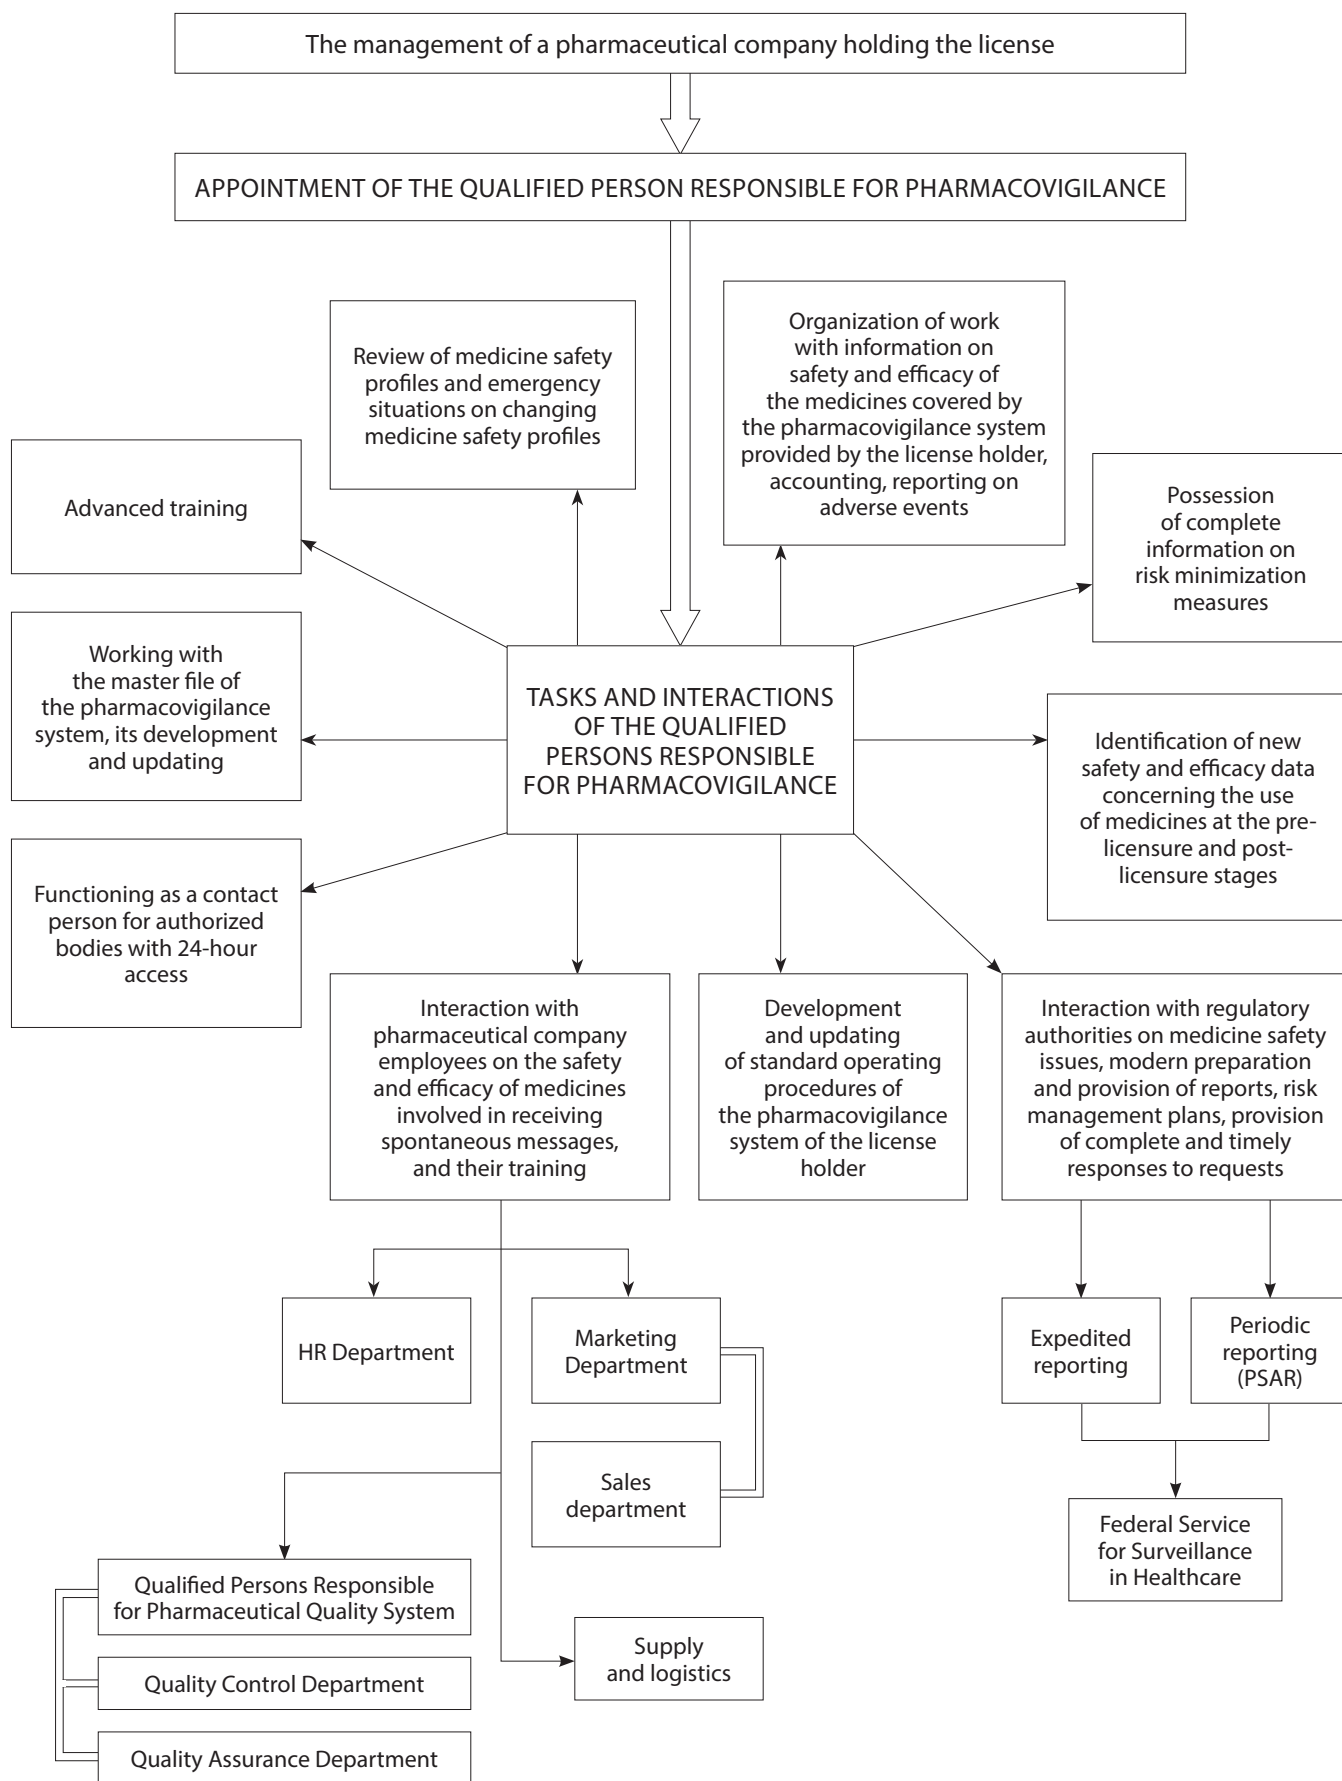 The management of a pharmaceutical company holding the license
APPOINTMENT OF THE QUALIFIED PERSON RESPONSIBLE FOR PHARMACOVIGILANCE
Review of medicine safety
profiles and emergency
situations on changing
medicine safety profiles
Organization of work
with information on
safety and efficacy of
the medicines covered by
the pharmacovigilance system
provided by the license holder,
accounting, reporting on
adverse events
Advanced training
Possession
of complete
information on
risk minimization
measures
Working with
the master file of
the pharmacovigilance
system, its development
and updating
TASKS AND INTERACTIONS
OF THE QUALIFIED
PERSONS RESPONSIBLE
FOR PHARMACOVIGILANCE
Identification of new
safety and efficacy data
concerning the use
of medicines at the pre-
licensure and post-
licensure stages
Functioning as a contact
person for authorized
bodies with 24-hour
access
Interaction with
pharmaceutical company
employees on the safety
and efficacy of medicines
involved in receiving
spontaneous messages,
and their training
Development
and updating
of standard operating
procedures of
the pharmacovigilance
system of the license
holder
Interaction with regulatory
authorities on medicine safety
issues, modern preparation
and provision of reports, risk
management plans, provision
of complete and timely
responses to requests
HR Department
Marketing
Department
Expedited
reporting
Periodic
reporting
(PSAR)
Sales
department
Federal Service
for Surveillance
in Healthcare
Qualified Persons Responsible
for Pharmaceutical Quality System
Supply
and logistics
Quality Control Department
Quality Assurance Department